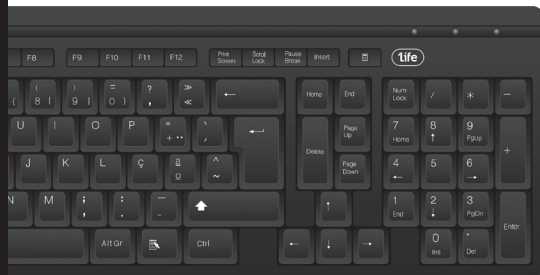 1life
F8 F9 F10 F11 F12 Print Screen Scroll Lock Pause Break Insert
( { 8 [ ) 9 ] = 0 } ? ' » « ← Home End Num Lock / * -
U I O P * + ¨ ` ´ ↵ Delete Page Up 7 Home 8 ↑ 9 PgUp +
J K L Ç ª º ^ ~ Page Down 4 ← 5 6 →
N M ; , : . _ - ↑ 1 End 2 ↓ 3 PgDn Enter
Alt Gr Ctrl ← ↓ → 0 Ins . Del